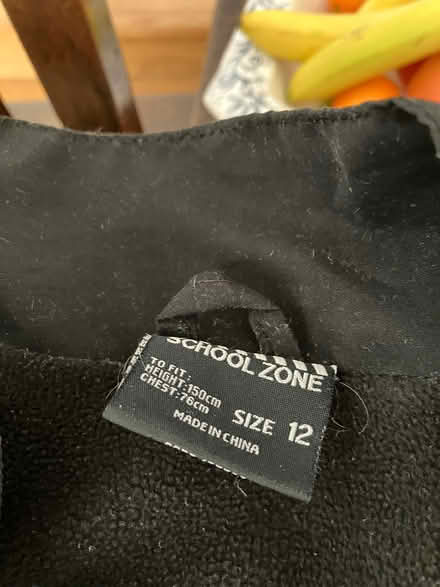 SCHOOL ZONE
TO FIT:
HEIGHT:150cm
CHEST:76cm
SIZE 12
MADE IN CHINA